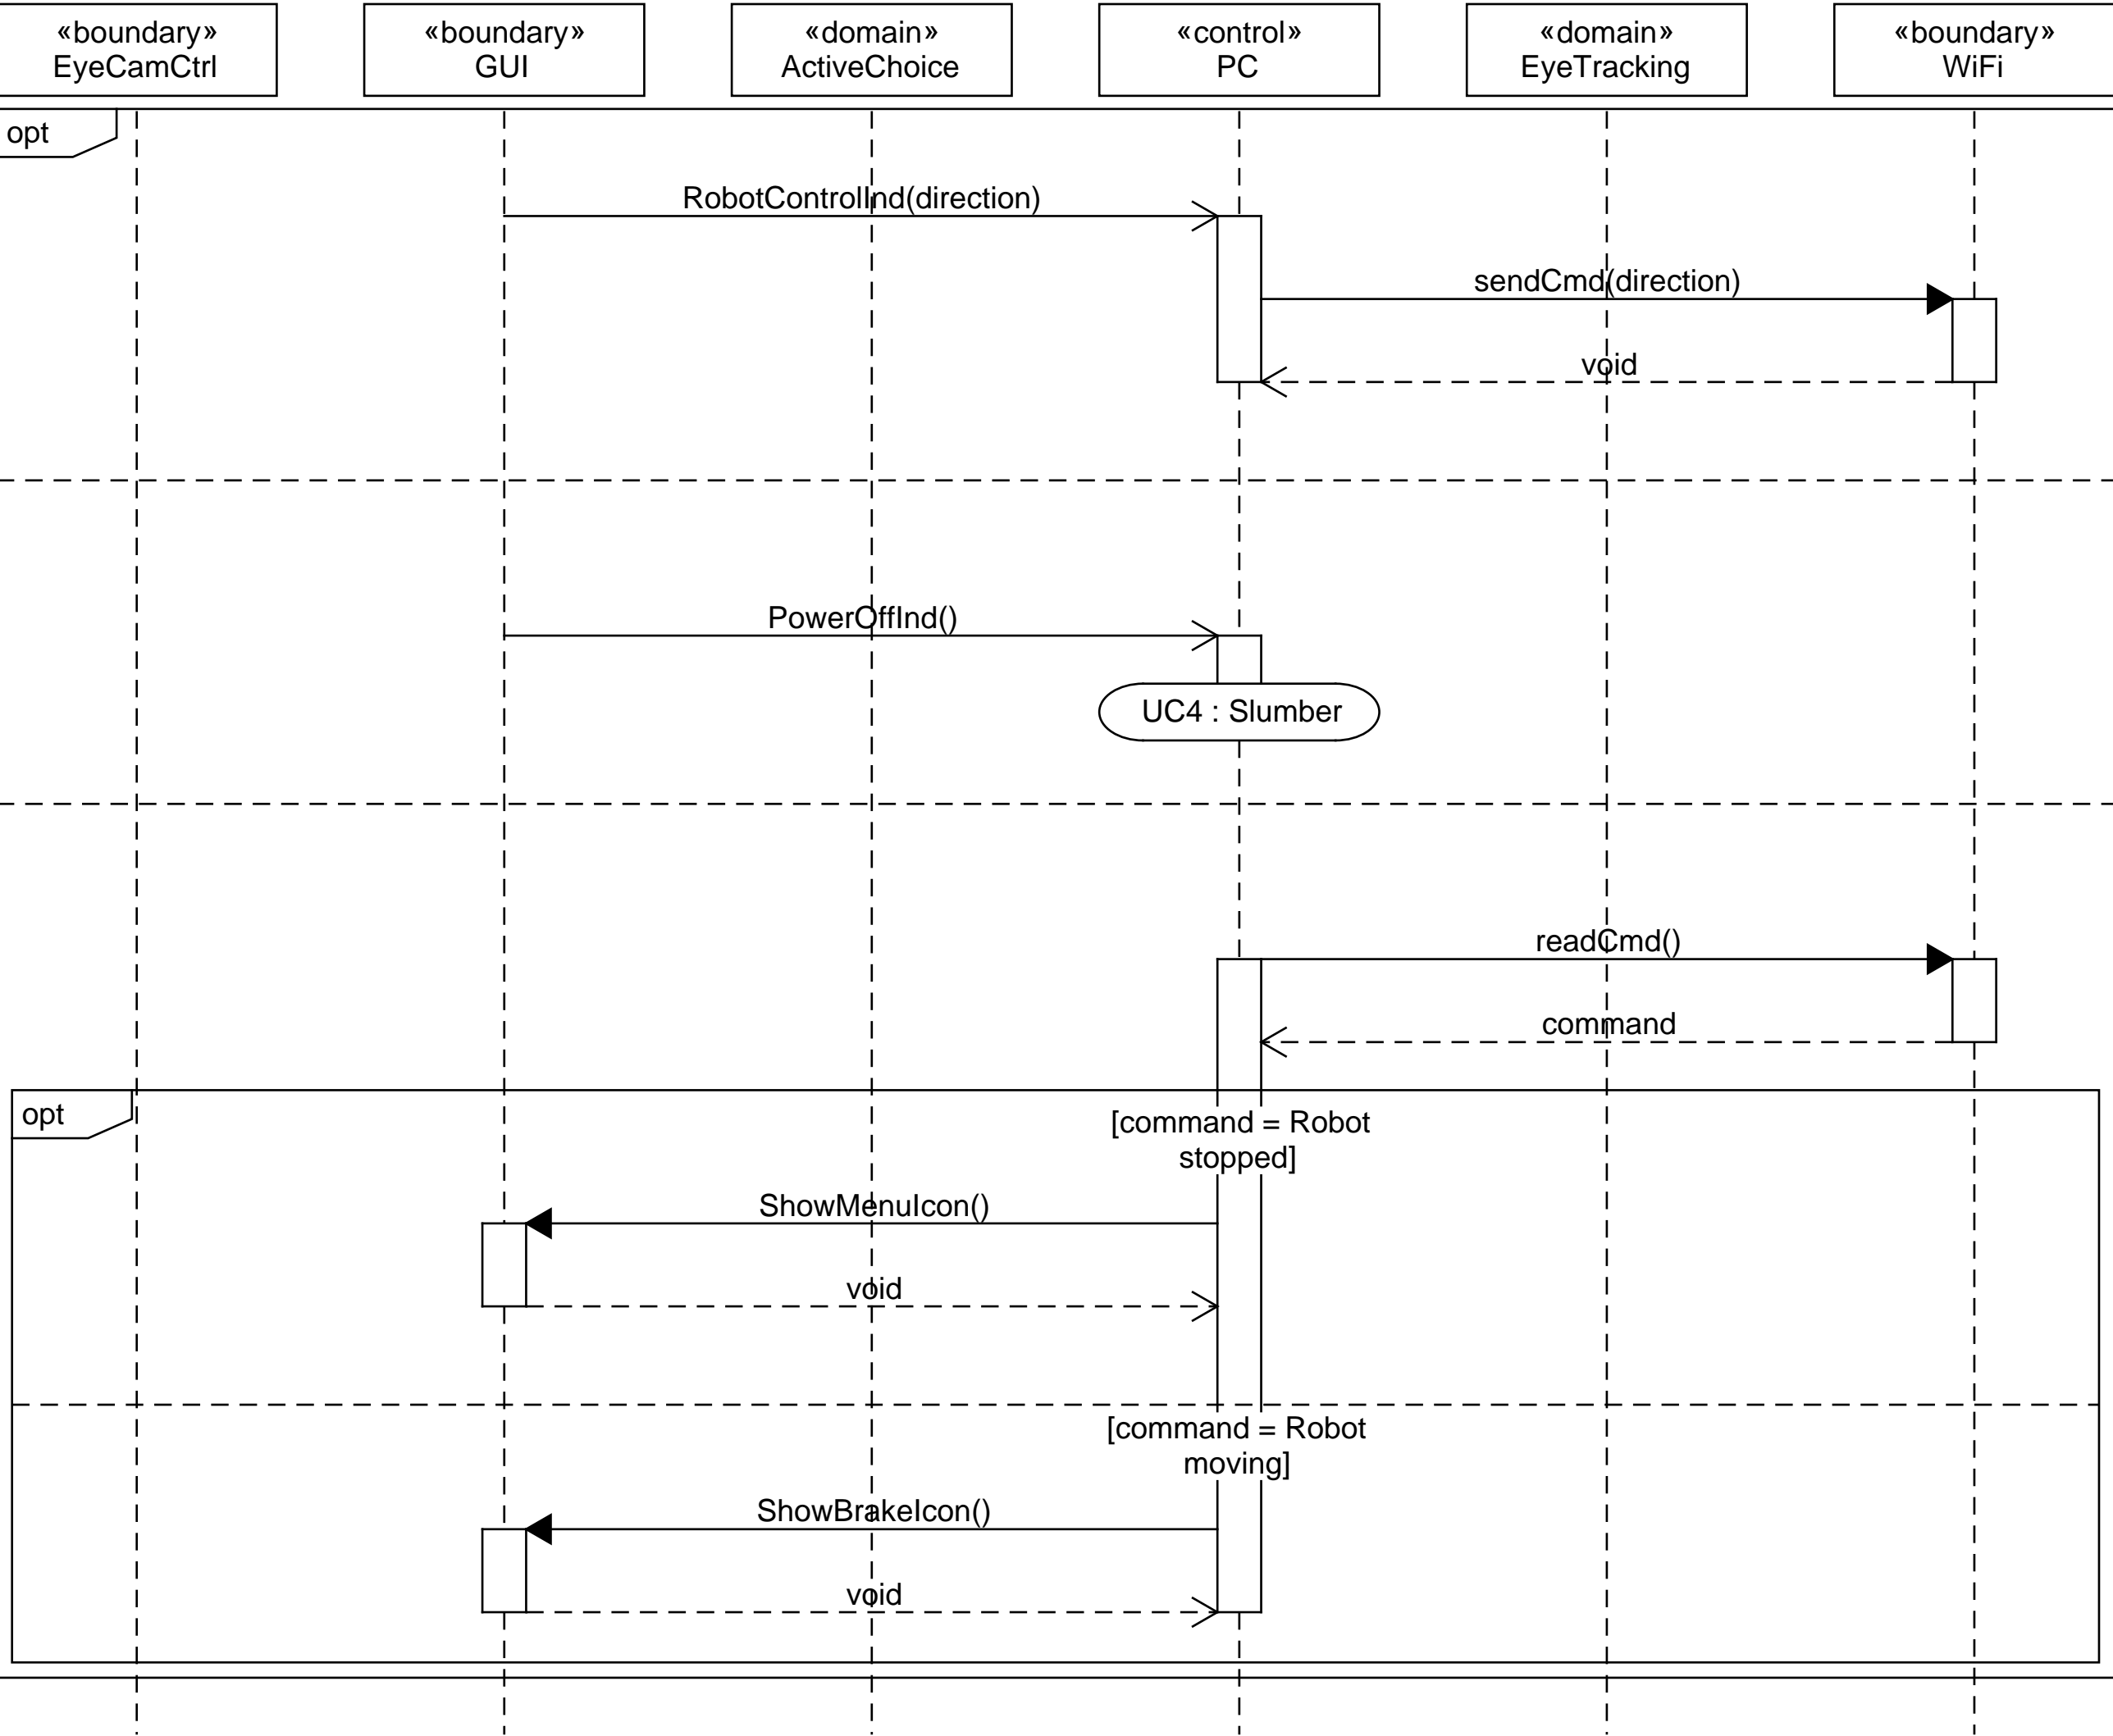 «boundary»
EyeCamCtrl
«boundary»
GUI
«domain»
ActiveChoice
«control»
PC
«domain»
EyeTracking
«boundary»
WiFi
opt
RobotControlInd(direction)
sendCmd(direction)
void
PowerOffInd()
UC4 : Slumber
readCmd()
command
opt
[command = Robot
stopped]
ShowMenuIcon()
void
[command = Robot
moving]
ShowBrakeIcon()
void